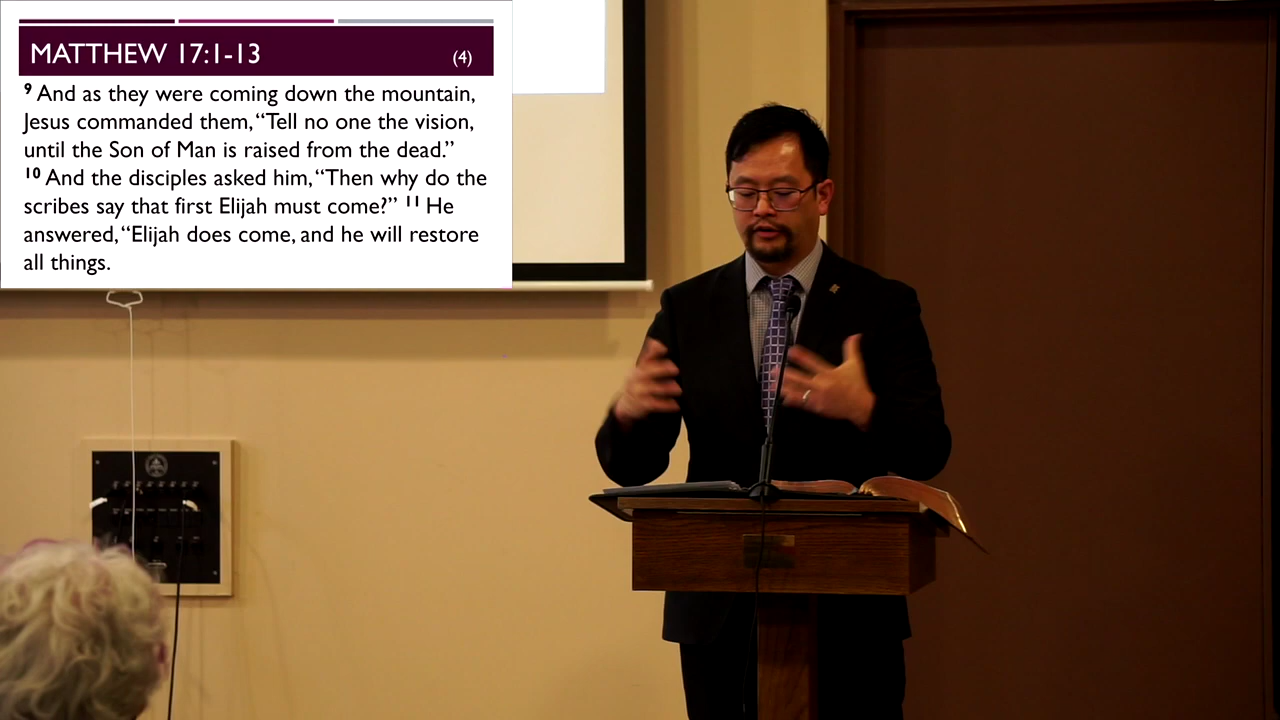 MATTHEW 17:1-13 (4)
⁹ And as they were coming down the mountain,
Jesus commanded them, “Tell no one the vision,
until the Son of Man is raised from the dead.”
¹⁰ And the disciples asked him, “Then why do the
scribes say that first Elijah must come?” ¹¹ He
answered, “Elijah does come, and he will restore
all things.